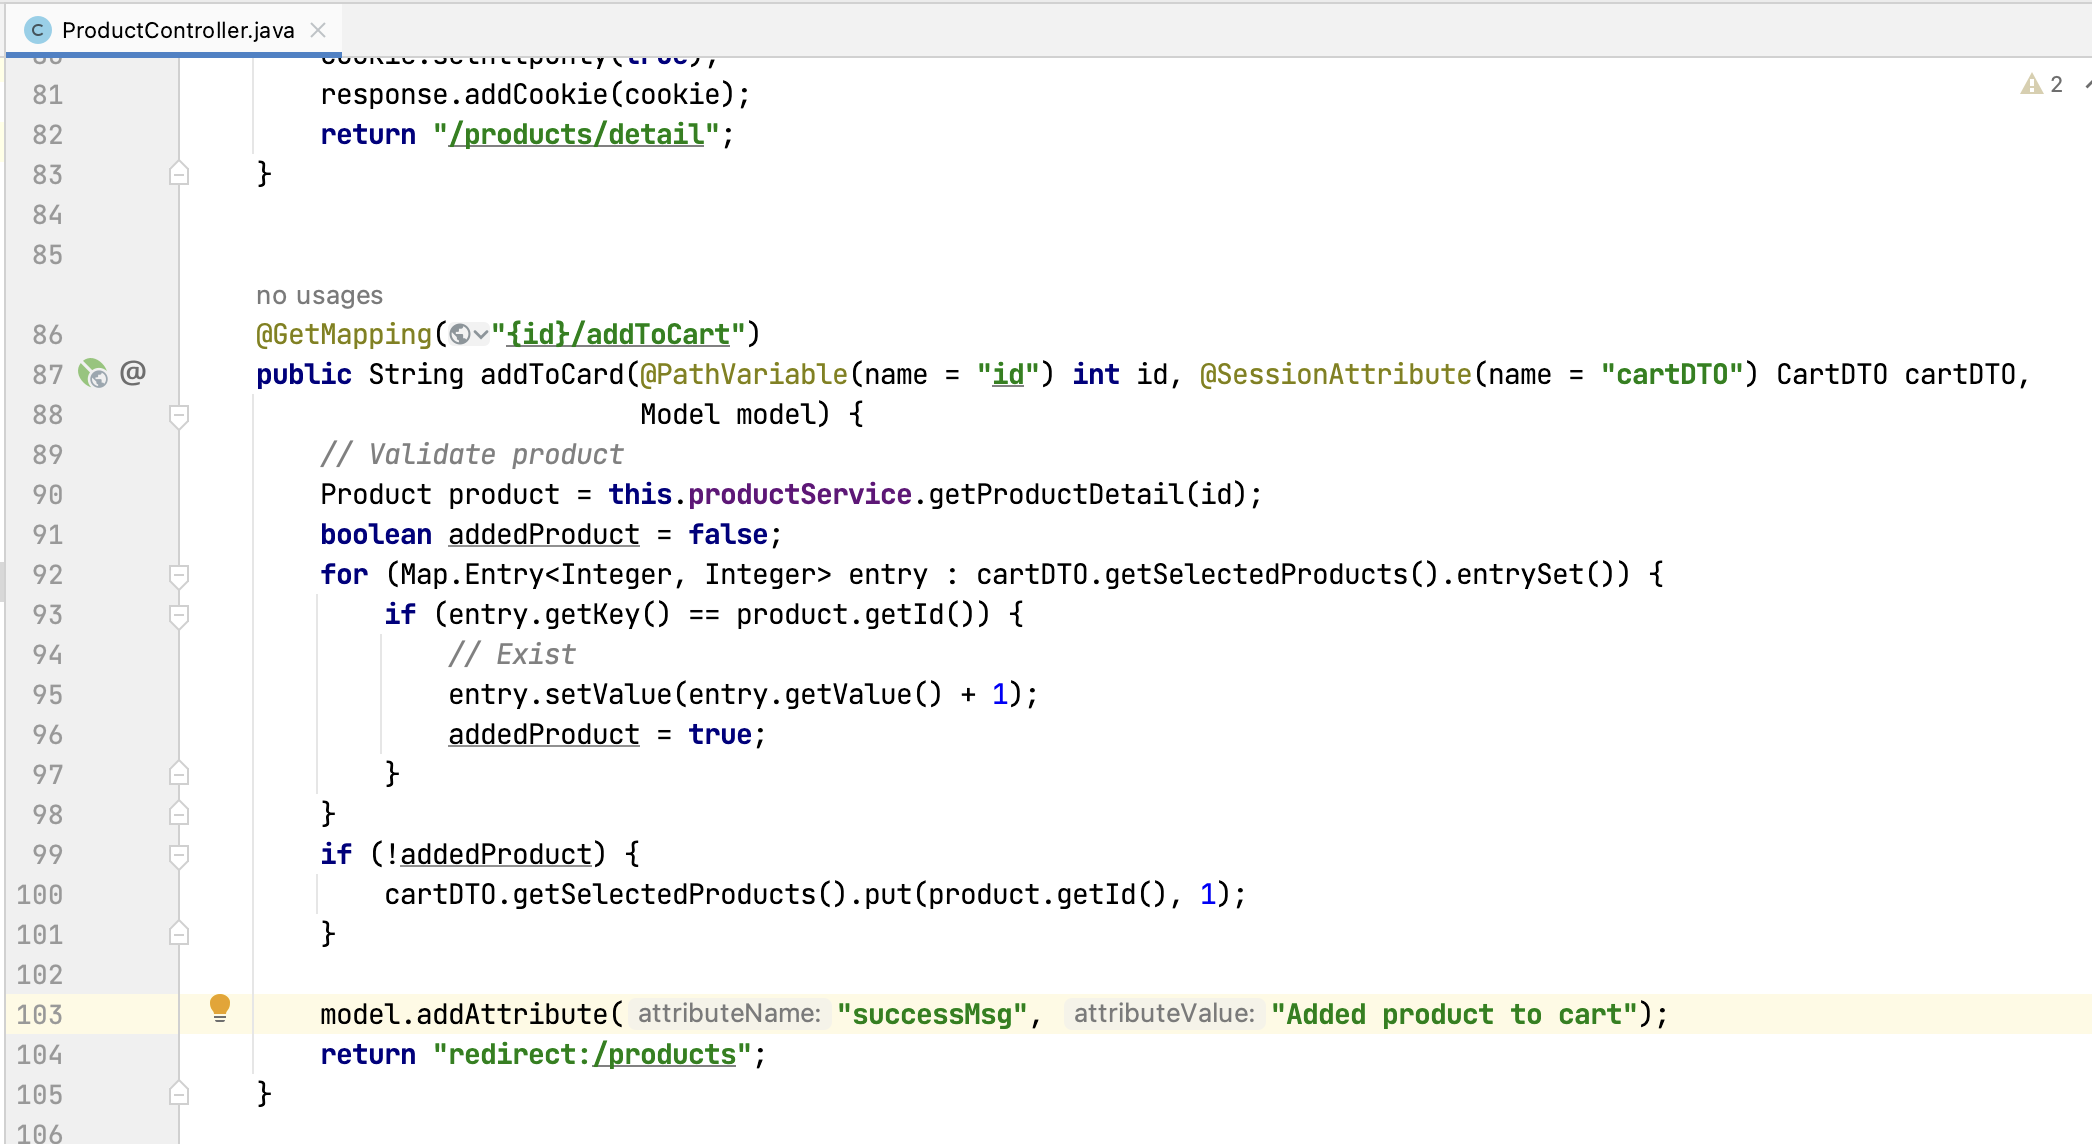 C ProductController.java
cookie.setHttpOnly(true);
2
81 response.addCookie(cookie);
82 return "/products/detail";
83 }
84
85
no usages
86 @GetMapping("{id}/addToCart")
87 @ public String addToCard(@PathVariable(name = "id") int id, @SessionAttribute(name = "cartDTO") CartDTO cartDTO,
88 Model model) {
89 // Validate product
90 Product product = this.productService.getProductDetail(id);
91 boolean addedProduct = false;
92 for (Map.Entry<Integer, Integer> entry : cartDTO.getSelectedProducts().entrySet()) {
93 if (entry.getKey() == product.getId()) {
94 // Exist
95 entry.setValue(entry.getValue() + 1);
96 addedProduct = true;
97 }
98 }
99 if (!addedProduct) {
100 cartDTO.getSelectedProducts().put(product.getId(), 1);
101 }
102
103 model.addAttribute( attributeName: "successMsg", attributeValue: "Added product to cart");
104 return "redirect:/products";
105 }
106